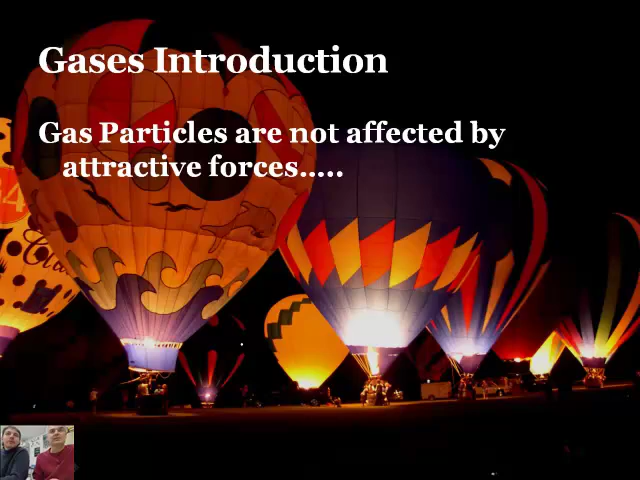 Gases Introduction
Gas Particles are not affected by
attractive forces.....